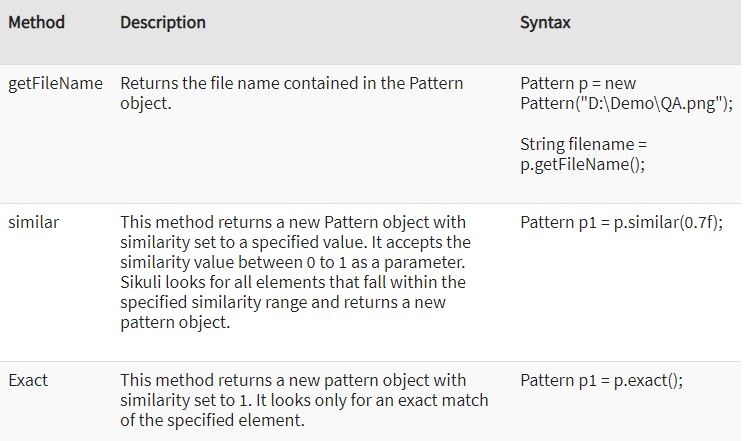 Method Description Syntax
getFileName Returns the file name contained in the Pattern
object.
Pattern p = new
Pattern("D:\Demo\QA.png");
String filename =
p.getFileName();
similar This method returns a new Pattern object with
similarity set to a specified value. It accepts the
similarity value between 0 to 1 as a parameter.
Sikuli looks for all elements that fall within the
specified similarity range and returns a new
pattern object.
Pattern p1 = p.similar(0.7f);
Exact This method returns a new pattern object with
similarity set to 1. It looks only for an exact match
of the specified element.
Pattern p1 = p.exact();